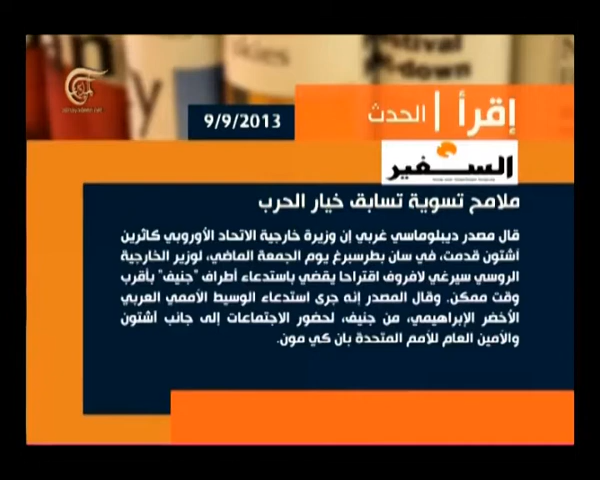 إقرأ | الحدث
9/9/2013
السفير
ملامح تسوية تسابق خيار الحرب
قال مصدر ديبلوماسي غربي إن وزيرة خارجية الاتحاد الأوروبي كاثرين
أشتون قدمت، في سان بطرسبرغ يوم الجمعة الماضي، لوزير الخارجية
الروسي سيرغي لافروف اقتراحا يقضي باستدعاء أطراف "جنيف" بأقرب
وقت ممكن. وقال المصدر إنه جرى استدعاء الوسيط الأممي العربي
الأخضر الإبراهيمي، من جنيف، لحضور الاجتماعات إلى جانب أشتون
والأمين العام للأمم المتحدة بان كي مون.